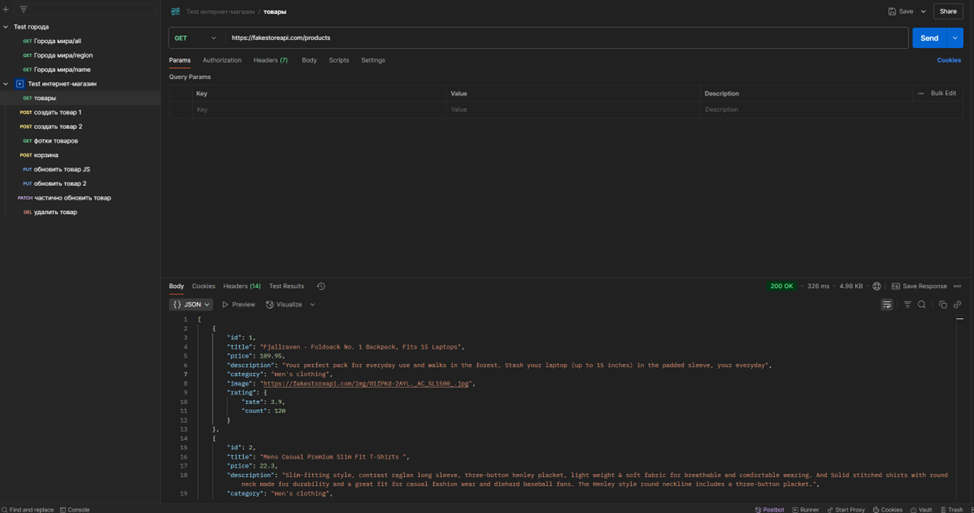 Test интернет-магазин / товары
Save
Share
GET
https://fakestoreapi.com/products
Send
Params
Authorization
Headers (7)
Body
Scripts
Settings
Cookies
Query Params
Key
Value
Description
Bulk Edit
Key
Value
Description
Test города
GET Города мира/all
GET Города мира/region
GET Города мира/name
Test интернет-магазин
GET товары
POST создать товар 1
POST создать товар 2
GET фотки товаров
POST корзина
PUT обновить товар JS
PUT обновить товар 2
PATCH частично обновить товар
DEL удалить товар
Body
Cookies
Headers (14)
Test Results
200 OK
326 ms
4.98 KB
Save Response
{} JSON
Preview
Visualize
1 [
2 {
3 "id": 1,
4 "title": "Fjallraven - Foldsack No. 1 Backpack, Fits 15 Laptops",
5 "price": 109.95,
6 "description": "Your perfect pack for everyday use and walks in the forest. Stash your laptop (up to 15 inches) in the padded sleeve, your everyday",
7 "category": "men's clothing",
8 "image": "https://fakestoreapi.com/img/81fPKd-2AYL._AC_SL1500_.jpg",
9 "rating": {
10 "rate": 3.9,
11 "count": 120
12 }
13 },
14 {
15 "id": 2,
16 "title": "Mens Casual Premium Slim Fit T-Shirts ",
17 "price": 22.3,
18 "description": "Slim-fitting style, contrast raglan long sleeve, three-button henley placket, light weight & soft fabric for breathable and comfortable wearing. And Solid stitched shirts with round
neck made for durability and a great fit for casual fashion wear and diehard baseball fans. The Henley style round neckline includes a three-button placket.",
19 "category": "men's clothing",
Find and replace
Console
Postbot
Runner
Start Proxy
Cookies
Vault
Trash